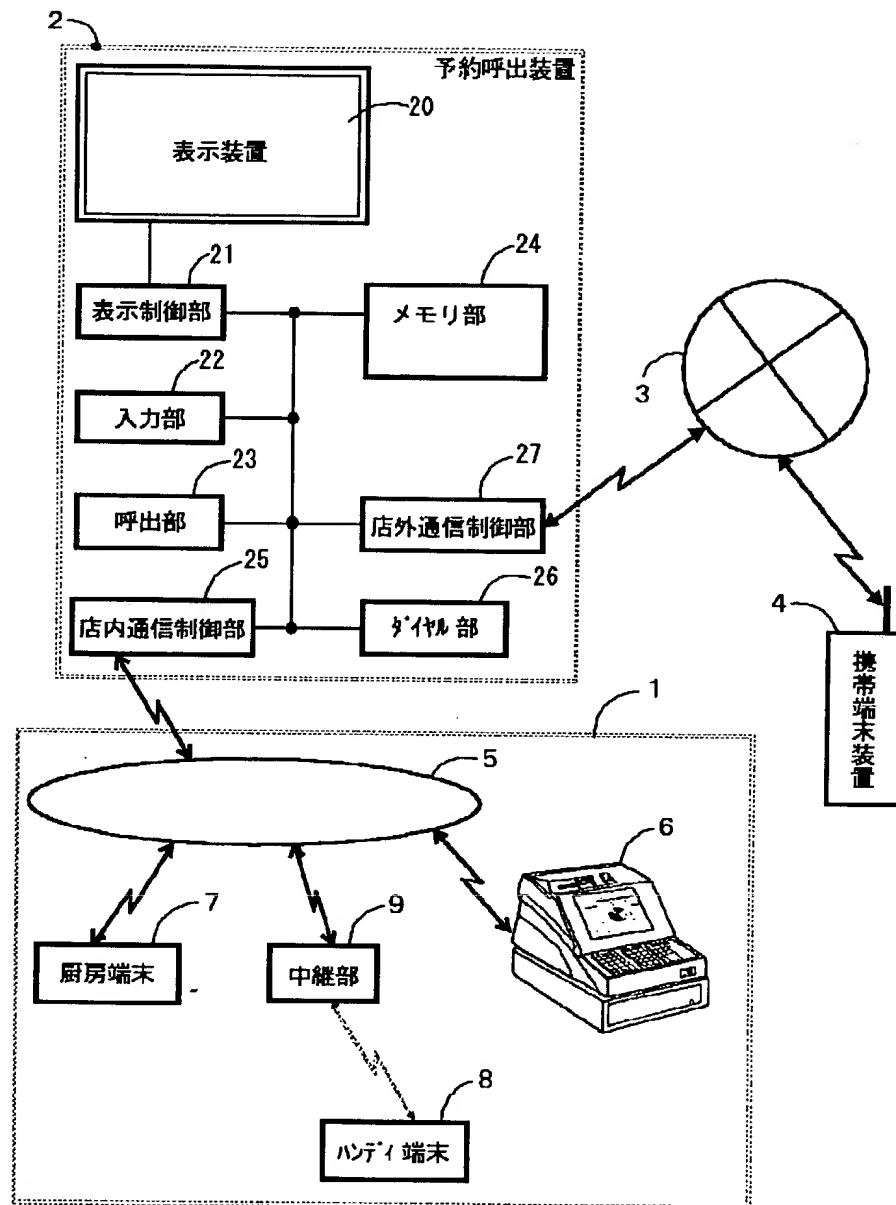 2
予約呼出装置
20
表示装置
21
表示制御部
24
メモリ部
22
入力部
3
23
呼出部
27
店外通信制御部
25
店内通信制御部
26
ダイヤル部
4
携帯端末装置
1
5
6
7
厨房端末
9
中継部
8
ハンディ端末